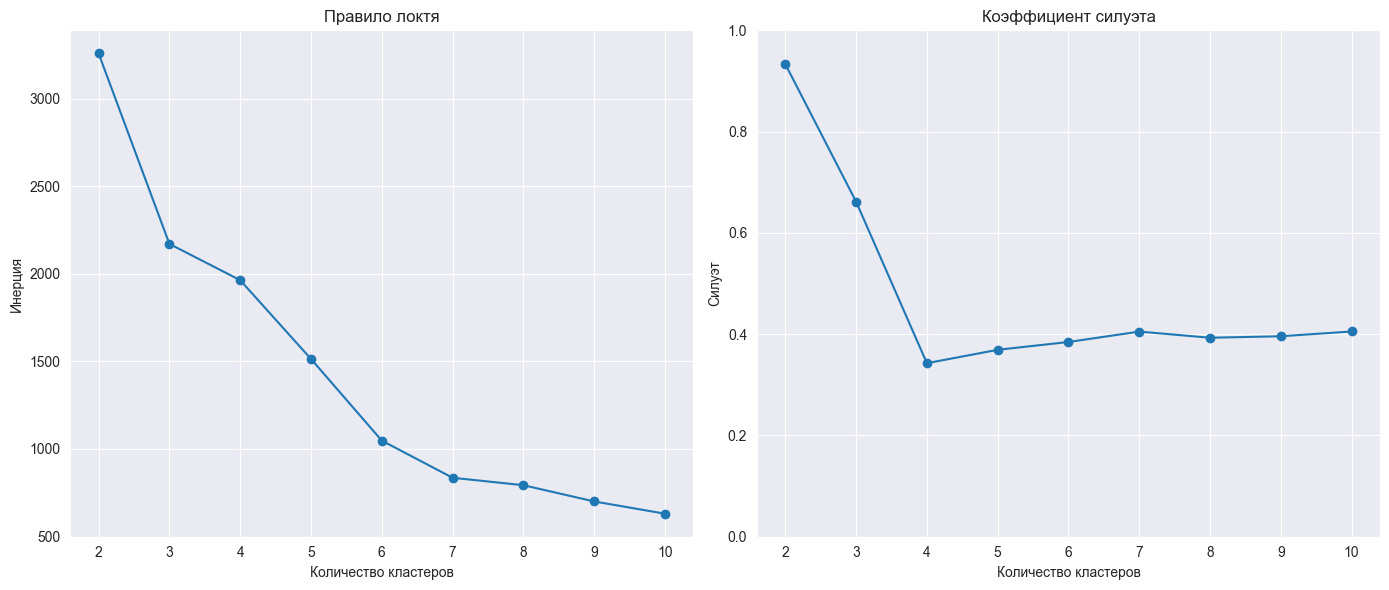 Правило локтя
3000
2500
2000
1500
1000
500
Инерция
2 3 4 5 6 7 8 9 10
Количество кластеров
Коэффициент силуэта
1.0
0.8
0.6
0.4
0.2
0.0
Силуэт
2 3 4 5 6 7 8 9 10
Количество кластеров